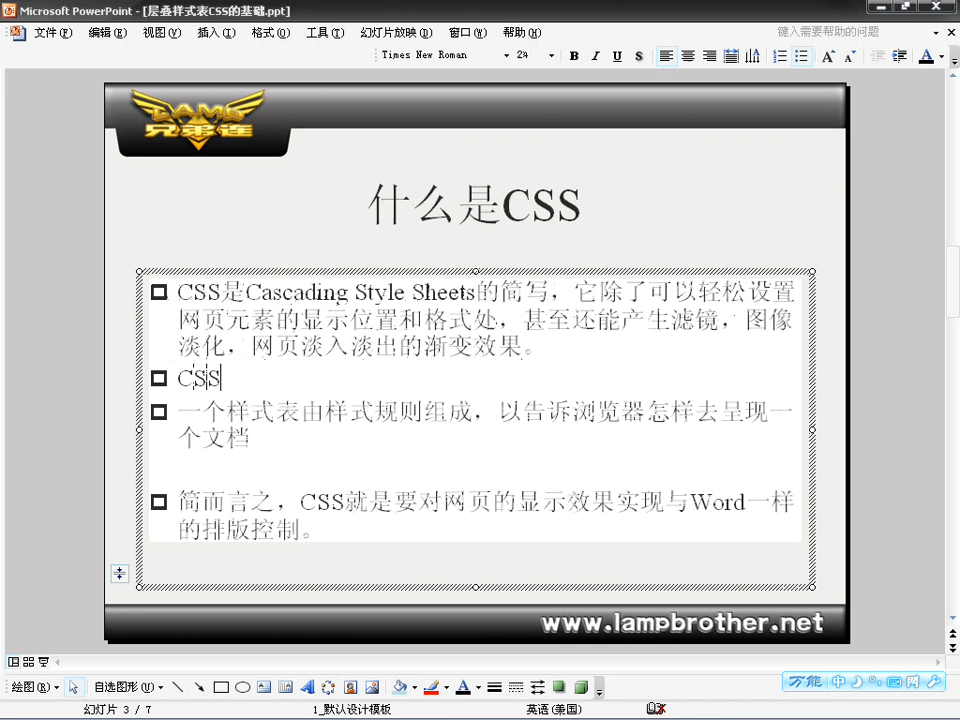 Microsoft PowerPoint - [层叠样式表CSS的基础.ppt]
文件(F) 编辑(E) 视图(V) 插入(I) 格式(O) 工具(T) 幻灯片放映(D) 窗口(W) 帮助(H) 键入需要帮助的问题
Times New Roman 24 B I U S A A A
LAMP
兄弟连
什么是CSS
CSS是Cascading Style Sheets的简写，它除了可以轻松设置
网页元素的显示位置和格式处，甚至还能产生滤镜，图像
淡化，网页淡入淡出的渐变效果。
CSS
一个样式表由样式规则组成，以告诉浏览器怎样去呈现一
个文档
简而言之，CSS就是要对网页的显示效果实现与Word一样
的排版控制。
www.lampbrother.net
绘图(R) 自选图形(U) A A 万能 中
幻灯片 3 / 7 1_默认设计模板 英语(美国)